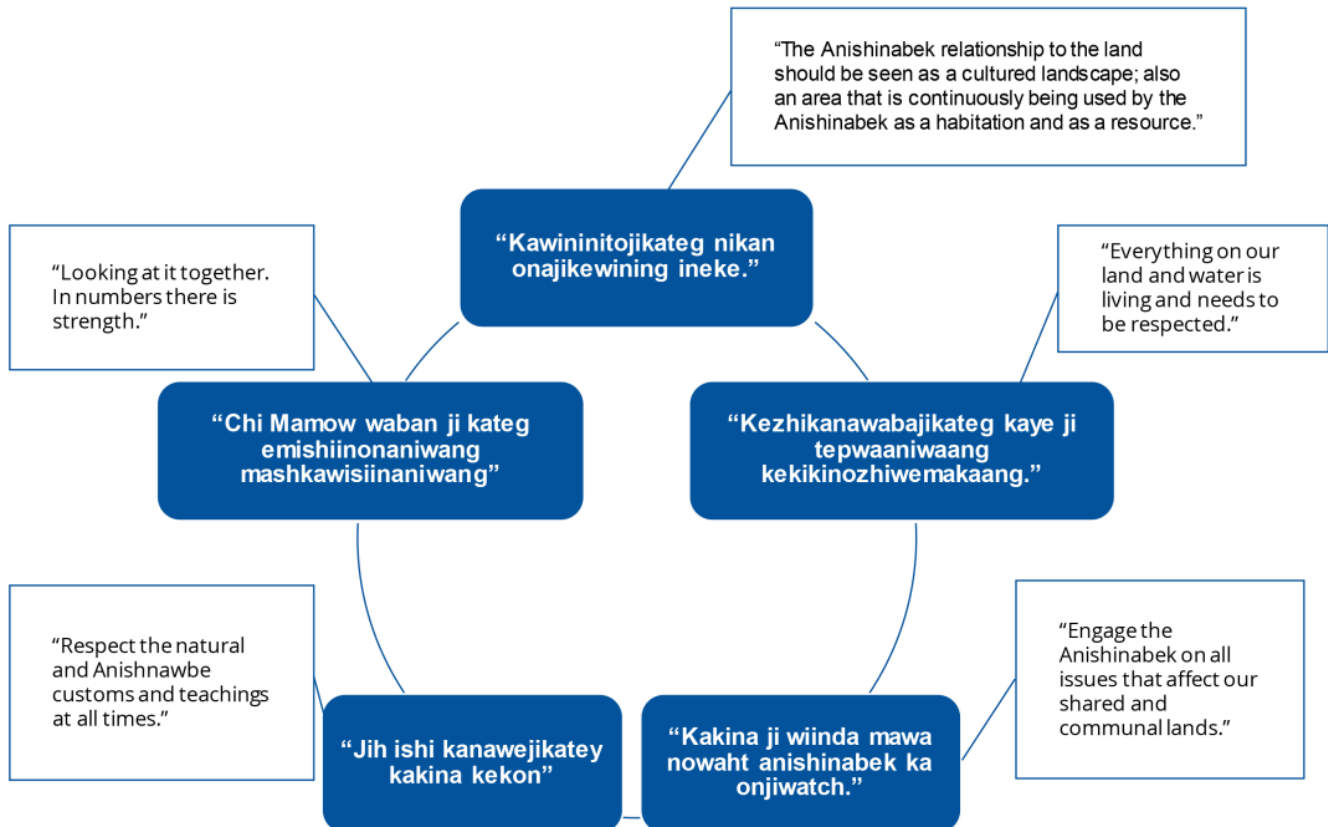 “The Anishinabek relationship to the land
should be seen as a cultured landscape; also
an area that is continuously being used by the
Anishinabek as a habitation and as a resource.”
“Kawininitojikateg nikan
onajikewining ineke.”
“Looking at it together.
In numbers there is
strength.”
“Everything on our
land and water is
living and needs to
be respected.”
“Chi Mamow waban ji kateg
emishiinonaniwang
mashkawisiinaniwang”
“Kezhikanawabajikateg kaye ji
tepwaaniwaang
kekikinozhiwemakaang.”
“Respect the natural
and Anishnawbe
customs and teachings
at all times.”
“Engage the
Anishinabek on all
issues that affect our
shared and
communal lands.”
“Jih ishi kanawejikatey
kakina kekon”
“Kakina ji wiinda mawa
nowaht anishinabek ka
onjiwatch.”